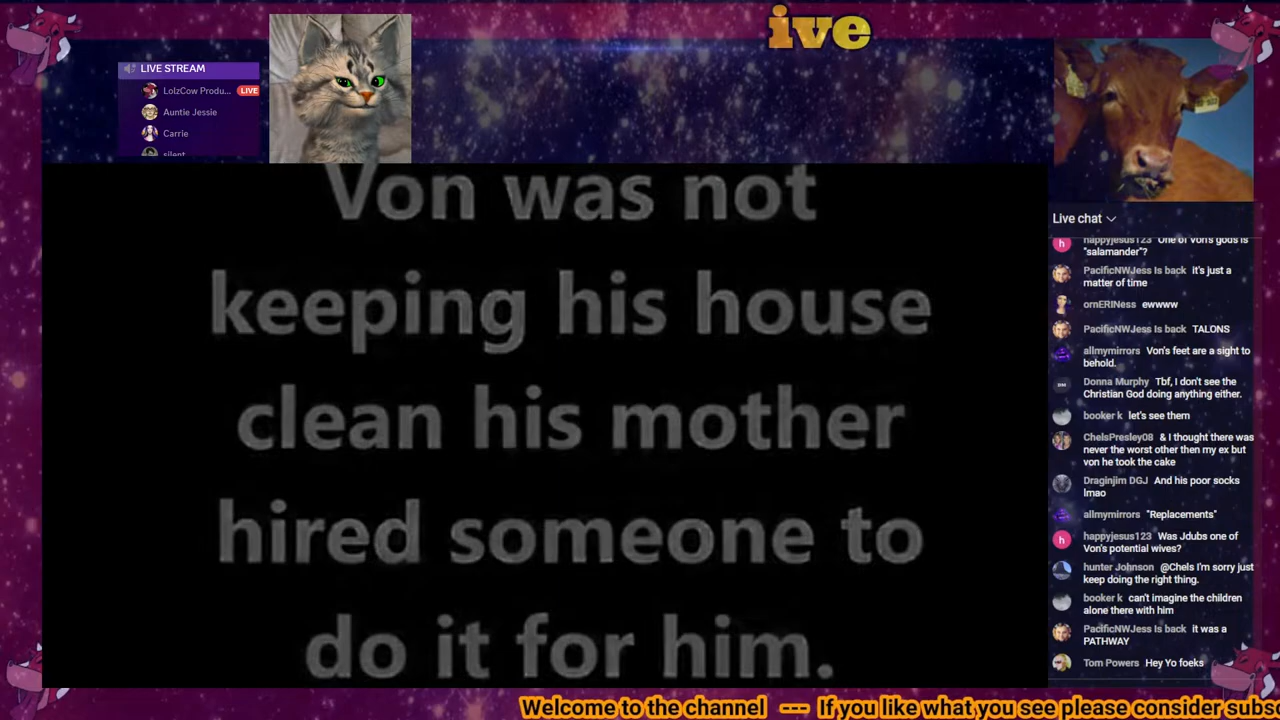 ive
LIVE STREAM
LolzCow Produ... LIVE
Auntie Jessie
Carrie
silent
Von was not
keeping his house
clean his mother
hired someone to
do it for him.
Live chat
happyjesus123 One of Von's gods is
"salamander"?
PacificNWJess Is back it's just a
matter of time
ornERINess ewwww
PacificNWJess Is back TALONS
allmymirrors Von's feet are a sight to
behold.
Donna Murphy Tbf, I don't see the
Christian God doing anything either.
booker k let's see them
ChelsPresley08 & I thought there was
never the worst other then my ex but
von he took the cake
Draginjim DGJ And his poor socks
lmao
allmymirrors "Replacements"
happyjesus123 Was Jdubs one of
Von's potential wives?
hunter Johnson @Chels I'm sorry just
keep doing the right thing.
booker k can't imagine the children
alone there with him
PacificNWJess Is back it was a
PATHWAY
Tom Powers Hey Yo foeks
Welcome to the channel --- If you like what you see please consider subsc